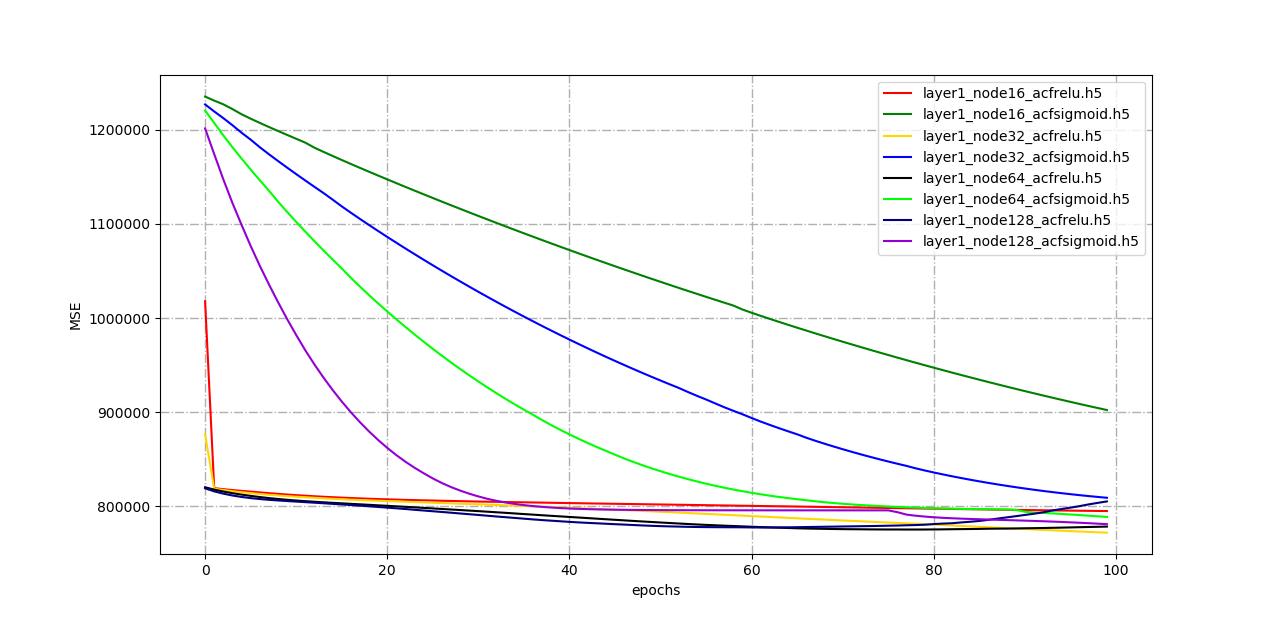 layer1_node16_acfrelu.h5
layer1_node16_acfsigmoid.h5
layer1_node32_acfrelu.h5
layer1_node32_acfsigmoid.h5
layer1_node64_acfrelu.h5
layer1_node64_acfsigmoid.h5
layer1_node128_acfrelu.h5
layer1_node128_acfsigmoid.h5
1200000
1100000
1000000
900000
800000
MSE
0 20 40 60 80 100
epochs